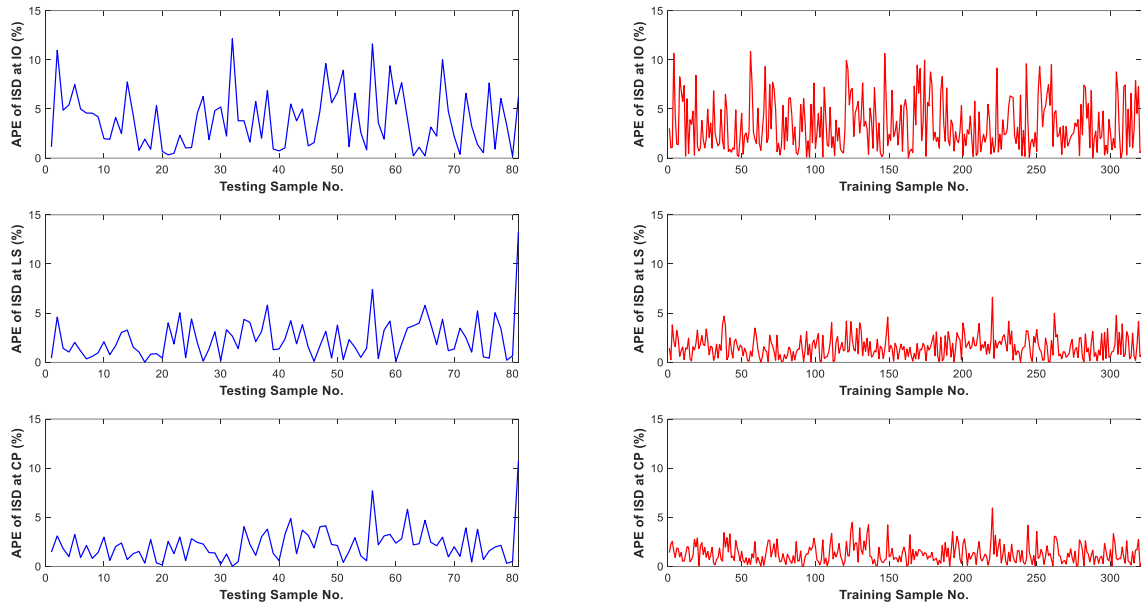 APE of ISD at IO (%)
15
10
5
0
0 10 20 30 40 50 60 70 80
Testing Sample No.
APE of ISD at IO (%)
15
10
5
0
0 50 100 150 200 250 300
Training Sample No.
APE of ISD at LS (%)
15
10
5
0
0 10 20 30 40 50 60 70 80
Testing Sample No.
APE of ISD at LS (%)
15
10
5
0
0 50 100 150 200 250 300
Training Sample No.
APE of ISD at CP (%)
15
10
5
0
0 10 20 30 40 50 60 70 80
Testing Sample No.
APE of ISD at CP (%)
15
10
5
0
0 50 100 150 200 250 300
Training Sample No.